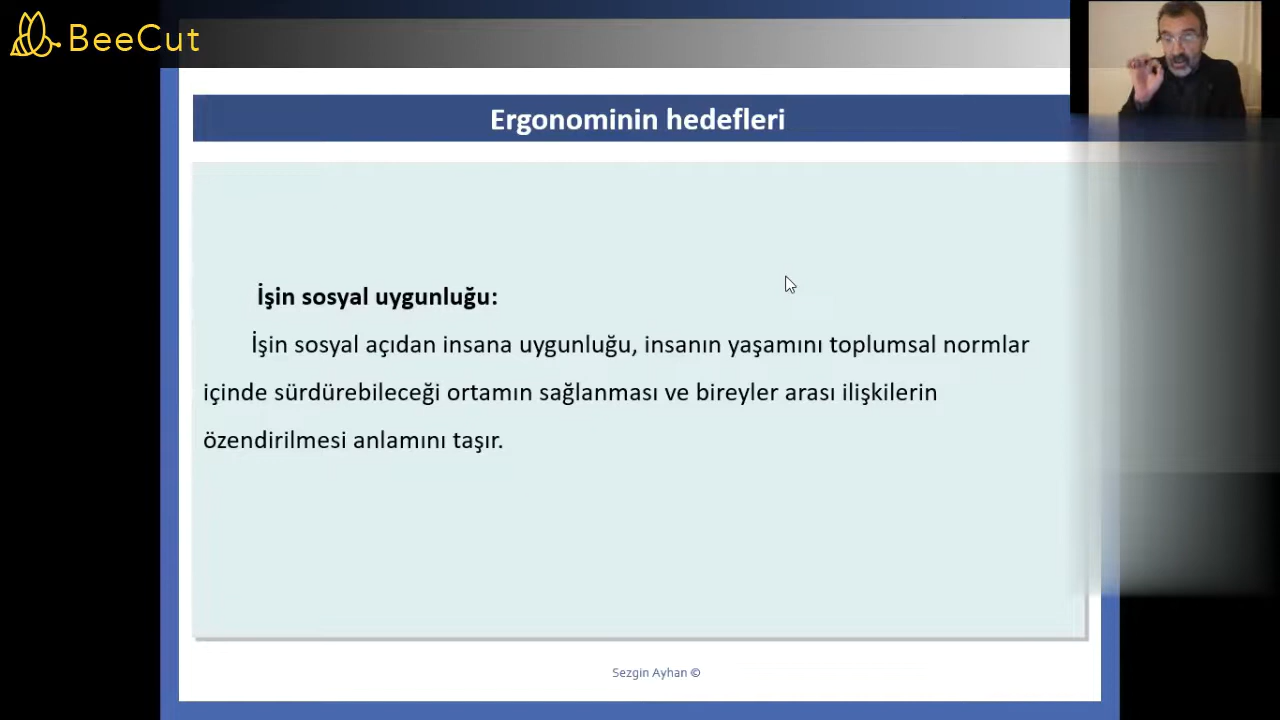 BeeCut
Ergonominin hedefleri
İşin sosyal uygunluğu:
İşin sosyal açıdan insana uygunluğu, insanın yaşamını toplumsal normlar
içinde sürdürebileceği ortamın sağlanması ve bireyler arası ilişkilerin
özendirilmesi anlamını taşır.
Sezgin Ayhan ©